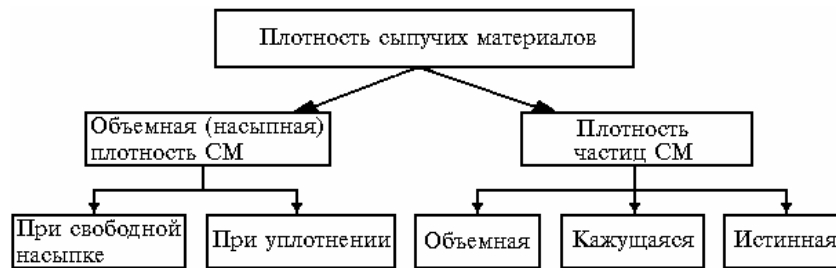 Плотность сыпучих материалов
Объемная (насыпная)
плотность СМ
Плотность
частиц СМ
При свободной
насыпке
При уплотнении
Объемная
Кажущаяся
Истинная